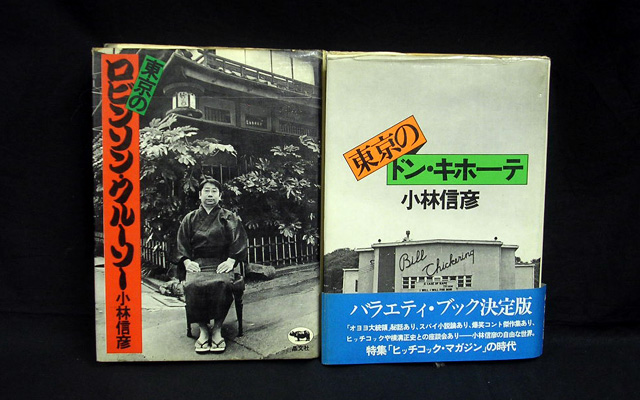 東京の
ロビンソンクルーソー
小林信彦
晶文社
東京の
ドン・キホーテ
小林信彦
Bill Chickering
バラエティ・ブック決定版
「オヨヨ大統領」秘話あり、スパイ小説論あり、爆笑コント傑作集あり、
ヒッチコックや横溝正史との座談会あり――小林信彦の自由な世界。
特集「ヒッチコック・マガジン」の時代